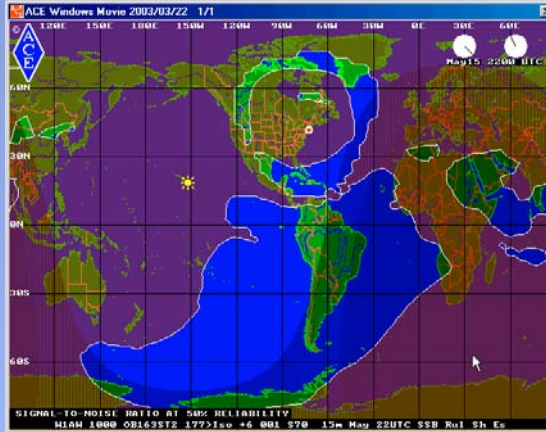 ACE Windows Movie 2003/03/22 1/1
© 120E 150E 180E 150W 120W 90W 60W 30W 0W 30E 60E
ACE
May15 2200 UTC
60N
30N
0N
30S
60S
SIGNAL-TO-NOISE RATIO AT 50% RELIABILITY
W1AW 1000 OB163ST2 177>Iso +6 001 S70 15m May 22UTC SSB Rul Sh Es